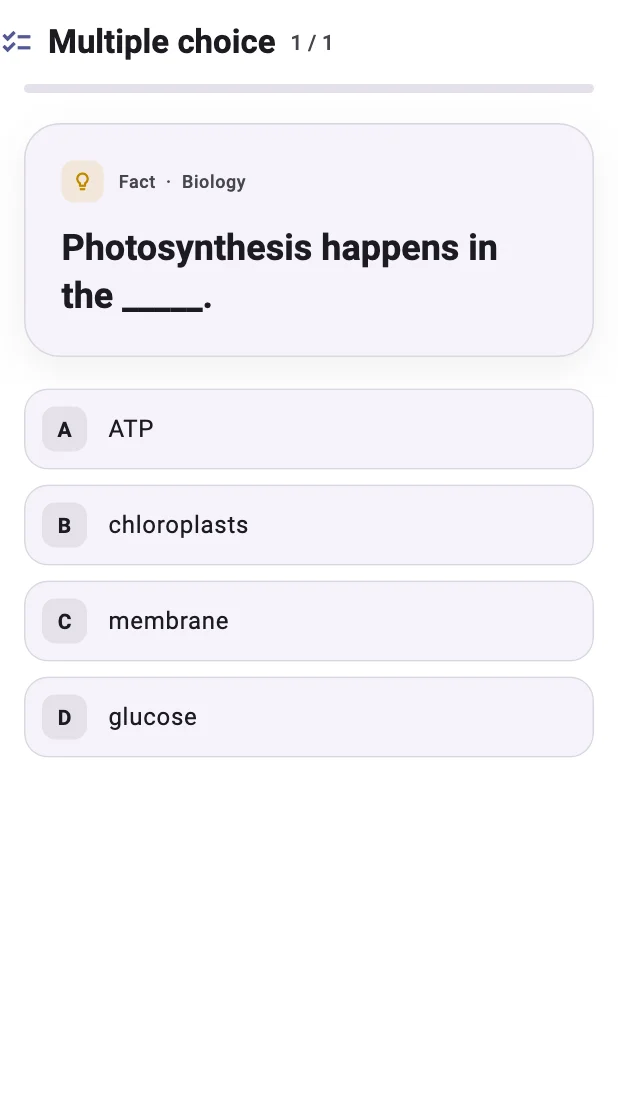 Multiple choice 1 / 1
Fact · Biology
Photosynthesis happens in
the _____.
A ATP
B chloroplasts
C membrane
D glucose